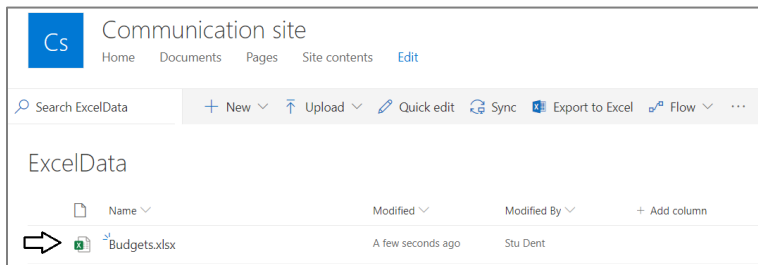 Cs
Communication site
Home Documents Pages Site contents Edit
Search ExcelData
New Upload Quick edit Sync Export to Excel Flow ...
ExcelData
Name Modified Modified By + Add column
Budgets.xlsx A few seconds ago Stu Dent